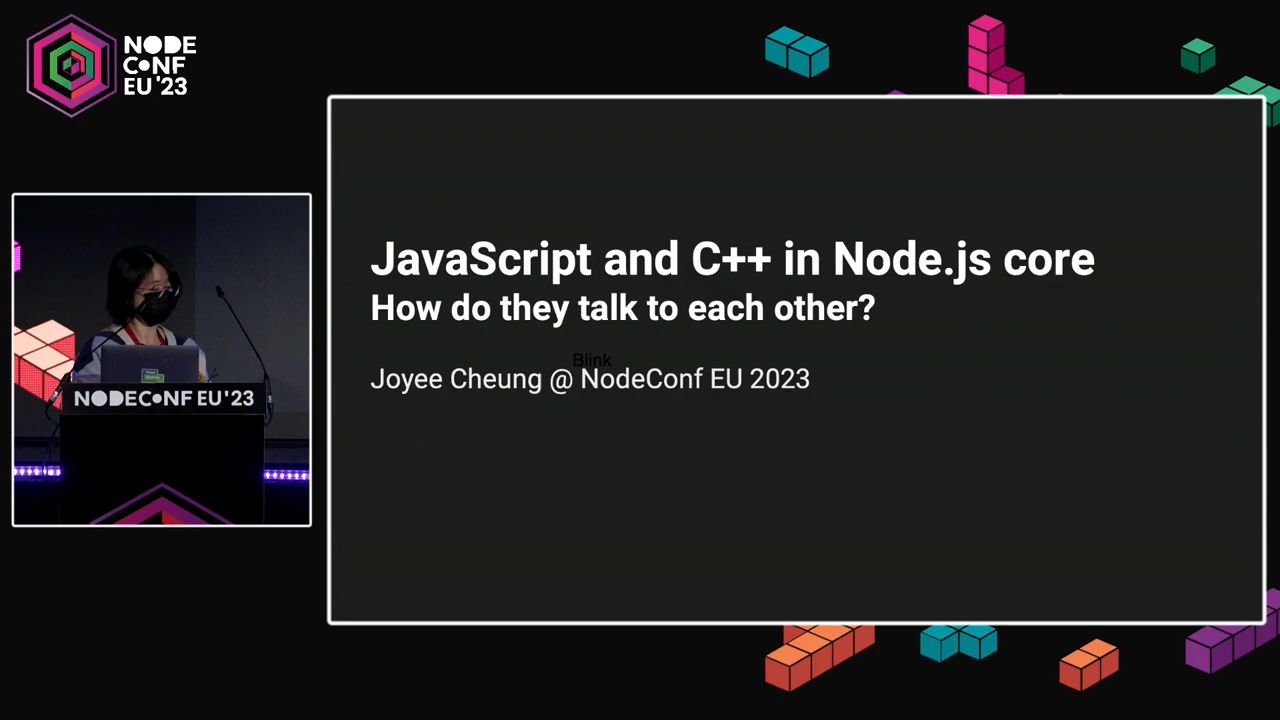 NODE
CONF
EU '23
JavaScript and C++ in Node.js core
How do they talk to each other?
Blink
Joyee Cheung @ NodeConf EU 2023
NODECONF EU'23